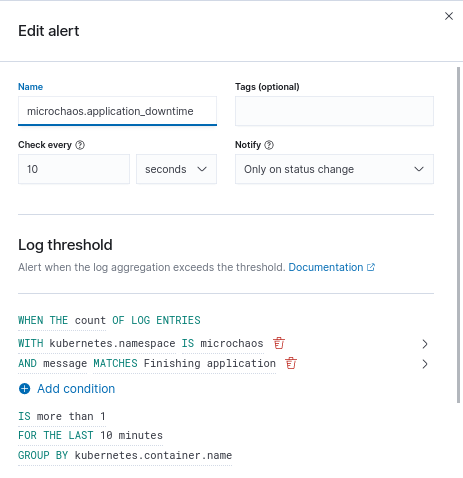 Edit alert
Name
Tags (optional)
microchaos.application_downtime
Check every
Notify
10
seconds
Only on status change
Log threshold
Alert when the log aggregation exceeds the threshold. Documentation
WHEN THE count OF LOG ENTRIES
WITH kubernetes.namespace IS microchaos
AND message MATCHES Finishing application
Add condition
IS more than 1
FOR THE LAST 10 minutes
GROUP BY kubernetes.container.name